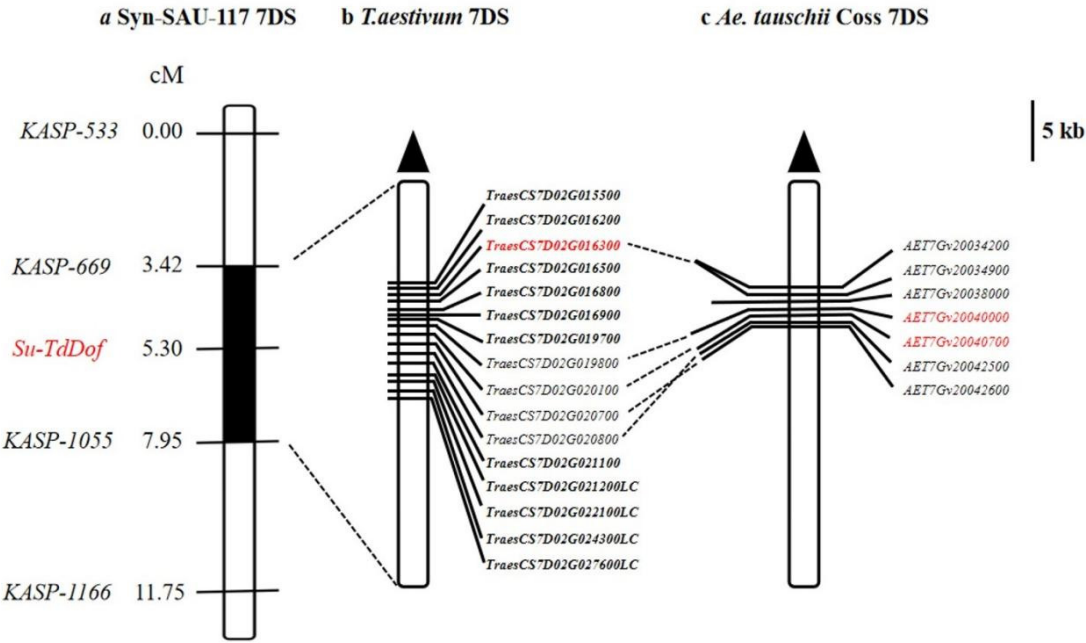 a Syn-SAU-117 7DS
b T.aestivum 7DS
c Ae. tauschii Coss 7DS
cM
5 kb
KASP-533 0.00
KASP-669 3.42
Su-TdDof 5.30
KASP-1055 7.95
KASP-1166 11.75
TraesCS7D02G015500
TraesCS7D02G016200
TraesCS7D02G016300
TraesCS7D02G016500
TraesCS7D02G016800
TraesCS7D02G016900
TraesCS7D02G019700
TraesCS7D02G019800
TraesCS7D02G020100
TraesCS7D02G020700
TraesCS7D02G020800
TraesCS7D02G021100
TraesCS7D02G021200LC
TraesCS7D02G022100LC
TraesCS7D02G024300LC
TraesCS7D02G027600LC
AET7Gv20034200
AET7Gv20034900
AET7Gv20038000
AET7Gv20040000
AET7Gv20040700
AET7Gv20042500
AET7Gv20042600